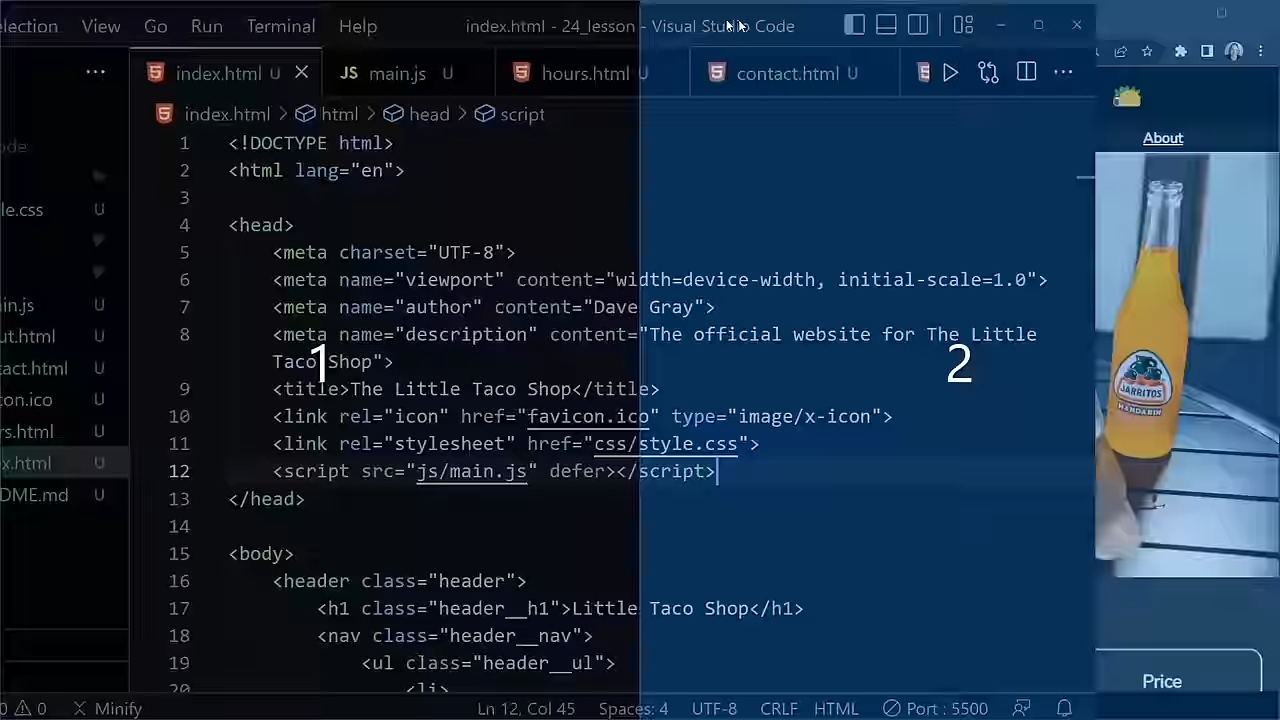 election View Go Run Terminal Help index.html - 24_lesson - Visual Studio Code
index.html U JS main.js U hours.html U contact.html U
index.html > html > head > script
1 <!DOCTYPE html>
2 <html lang="en">
3
4 <head>
5 <meta charset="UTF-8">
6 <meta name="viewport" content="width=device-width, initial-scale=1.0">
7 <meta name="author" content="Dave Gray">
8 <meta name="description" content="The official website for The Little
Taco Shop">
9 <title>The Little Taco Shop</title>
10 <link rel="icon" href="favicon.ico" type="image/x-icon">
11 <link rel="stylesheet" href="css/style.css">
12 <script src="js/main.js" defer></script>
13 </head>
14
15 <body>
16 <header class="header">
17 <h1 class="header__h1">Little Taco Shop</h1>
18 <nav class="header__nav">
19 <ul class="header__ul">
20 <li>
ode
le.css U
in.js U
ut.html U
tact.html U
on.ico U
rs.html U
x.html U
DME.md U
1
2
About
JARRITOS
MANDARIN
Price
0 0 Minify Ln 12, Col 45 Spaces: 4 UTF-8 CRLF HTML Port : 5500